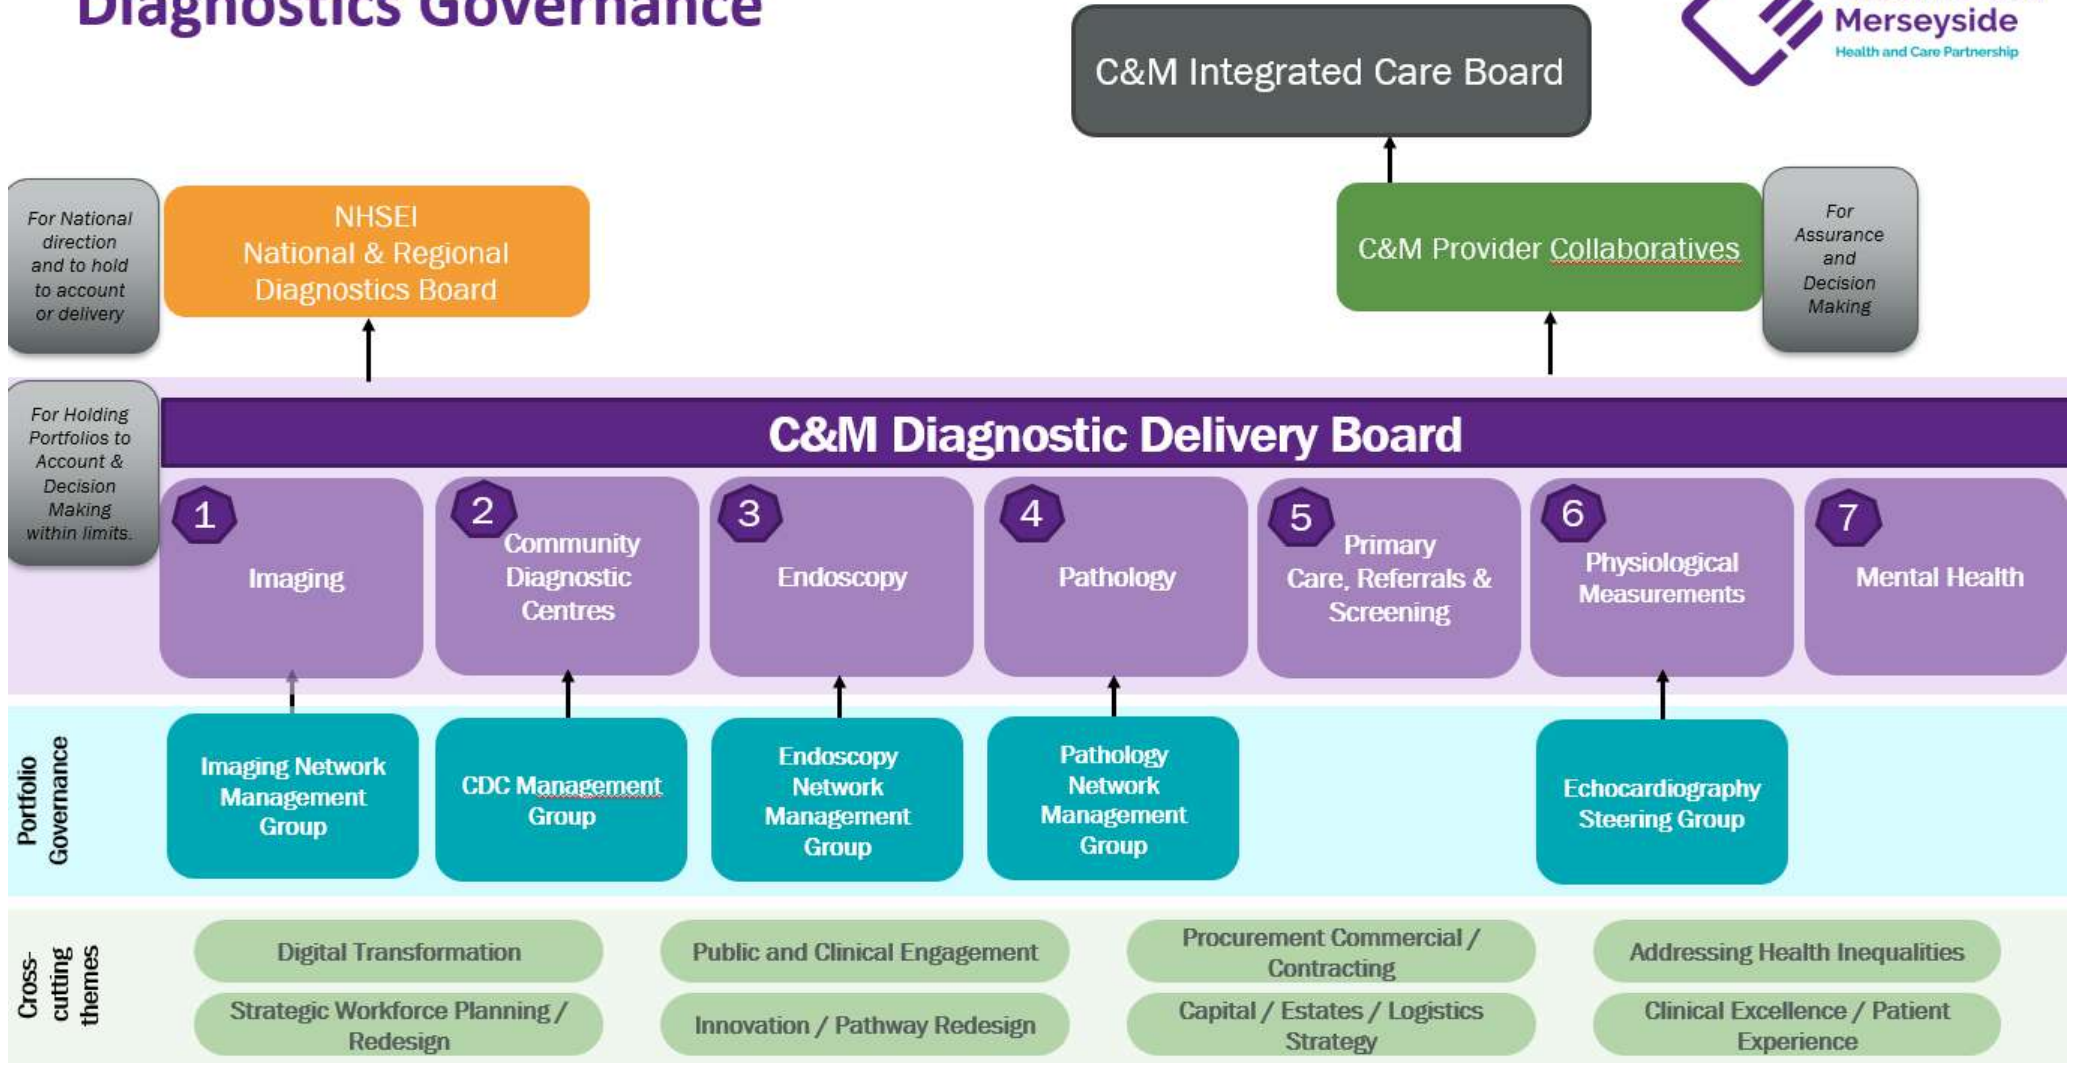 Diagnostics Governance
Merseyside
Health and Care Partnership
C&M Integrated Care Board
For National
direction
and to hold
to account
or delivery
NHSEI
National & Regional
Diagnostics Board
C&M Provider Collaboratives
For
Assurance
and
Decision
Making
For Holding
Portfolios to
Account &
Decision
Making
within limits.
C&M Diagnostic Delivery Board
1
Imaging
2
Community
Diagnostic
Centres
3
Endoscopy
4
Pathology
5
Primary
Care, Referrals &
Screening
6
Physiological
Measurements
7
Mental Health
Portfolio
Governance
Imaging Network
Management
Group
CDC Management
Group
Endoscopy
Network
Management
Group
Pathology
Network
Management
Group
Echocardiography
Steering Group
Cross-
cutting
themes
Digital Transformation
Public and Clinical Engagement
Procurement Commercial /
Contracting
Addressing Health Inequalities
Strategic Workforce Planning /
Redesign
Innovation / Pathway Redesign
Capital / Estates / Logistics
Strategy
Clinical Excellence / Patient
Experience